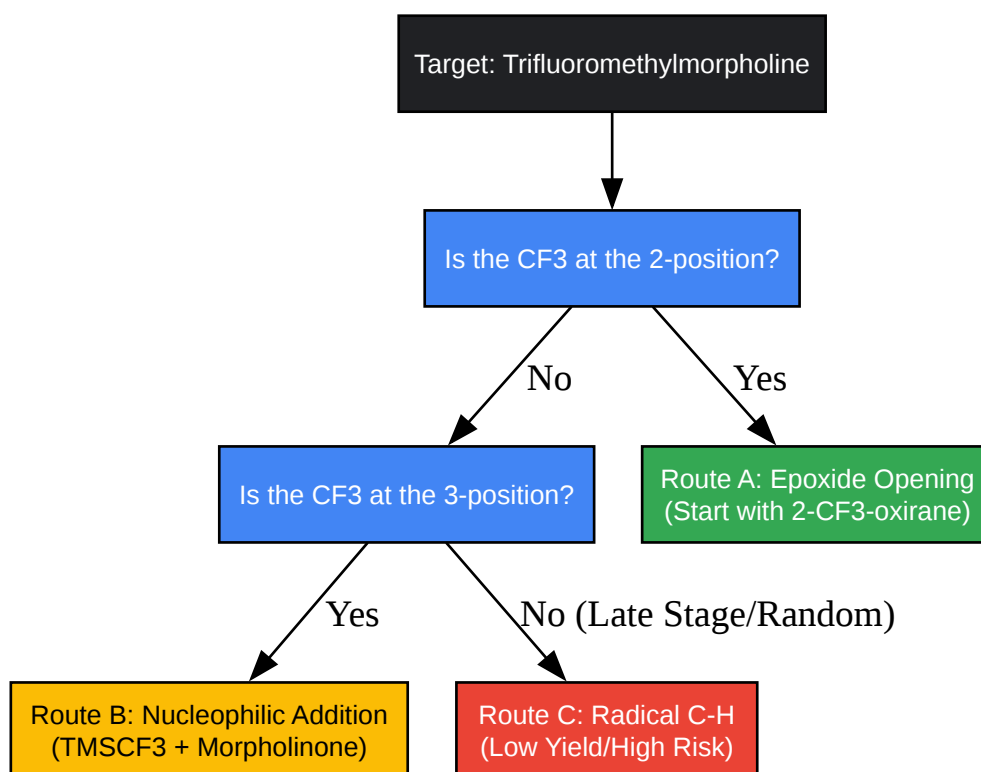 Target: Trifluoromethylmorpholine
Is the CF3 at the 2-position?
No
Yes
Is the CF3 at the 3-position?
Route A: Epoxide Opening
(Start with 2-CF3-oxirane)
Yes
No (Late Stage/Random)
Route B: Nucleophilic Addition
(TMSCF3 + Morpholinone)
Route C: Radical C-H
(Low Yield/High Risk)